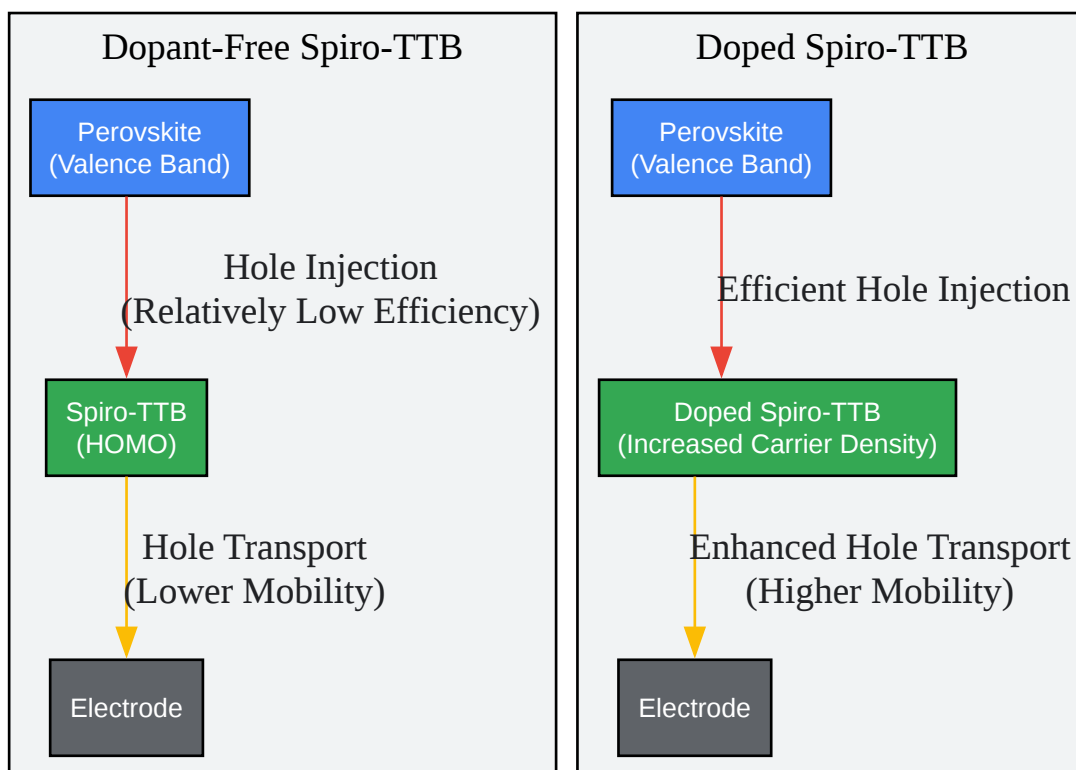 Dopant-Free Spiro-TTB
Perovskite
(Valence Band)
Hole Injection
(Relatively Low Efficiency)
Spiro-TTB
(HOMO)
Hole Transport
(Lower Mobility)
Electrode
Doped Spiro-TTB
Perovskite
(Valence Band)
Efficient Hole Injection
Doped Spiro-TTB
(Increased Carrier Density)
Enhanced Hole Transport
(Higher Mobility)
Electrode